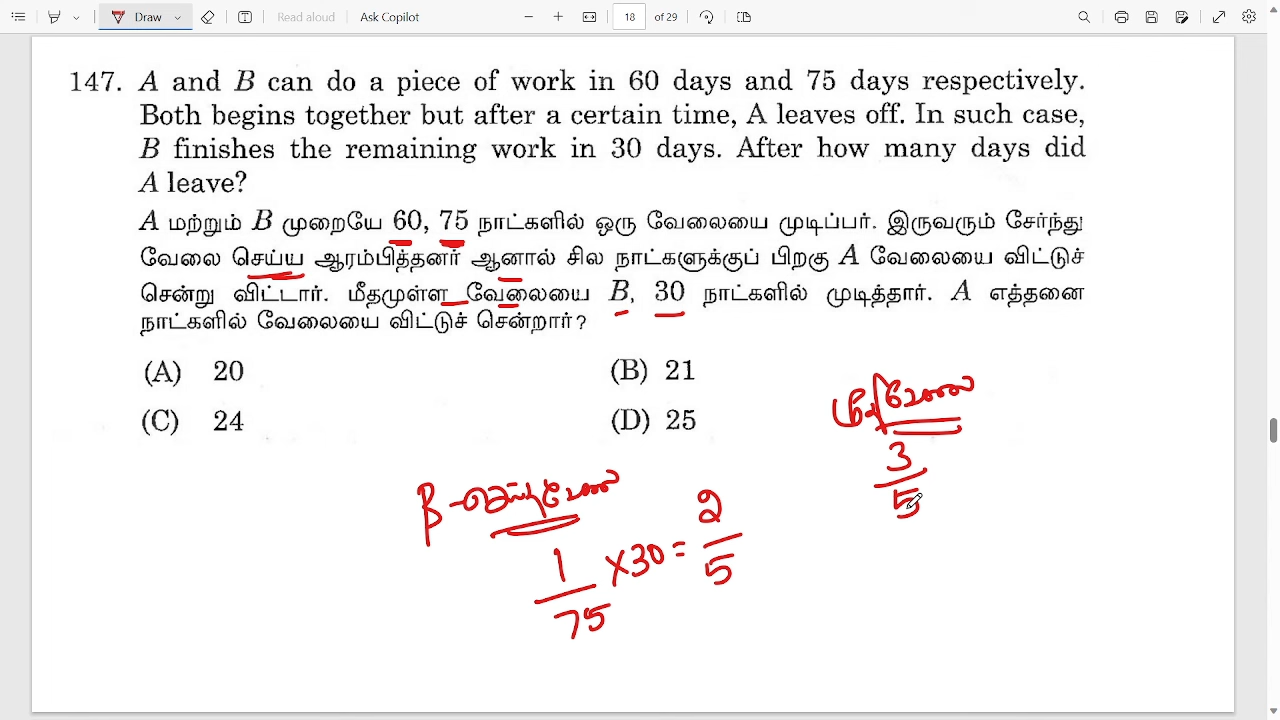 Draw Read aloud Ask Copilot 18 of 29
147. A and B can do a piece of work in 60 days and 75 days respectively.
Both begins together but after a certain time, A leaves off. In such case,
B finishes the remaining work in 30 days. After how many days did
A leave?
A மற்றும் B முறையே 60, 75 நாட்களில் ஒரு வேலையை முடிப்பர். இருவரும் சேர்ந்து
வேலை செய்ய ஆரம்பித்தனர் ஆனால் சில நாட்களுக்குப் பிறகு A வேலையை விட்டுச்
சென்று விட்டார். மீதமுள்ள வேலையை B, 30 நாட்களில் முடித்தார். A எத்தனை
நாட்களில் வேலையை விட்டுச் சென்றார்?
(A) 20 (B) 21
(C) 24 (D) 25
3/5
B-
1/75 ×30 = 2/5